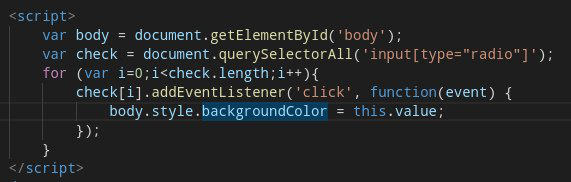 <script>
var body = document.getElementById('body');
var check = document.querySelectorAll('input[type="radio"]');
for (var i=0;i<check.length;i++){
check[i].addEventListener('click', function(event) {
body.style.backgroundColor = this.value;
});
}
</script>